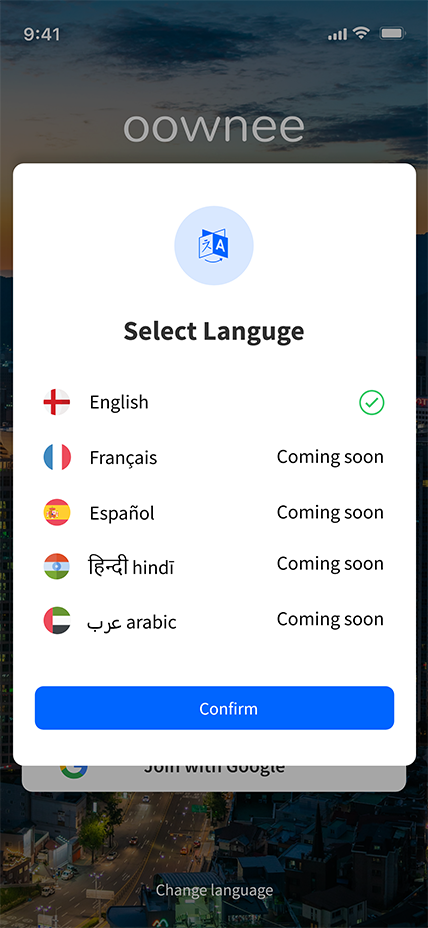 9:41
oownee
Select Languge
English
Français Coming soon
Español Coming soon
हिन्दी hindī Coming soon
عرب arabic Coming soon
Confirm
Join with Google
Change language